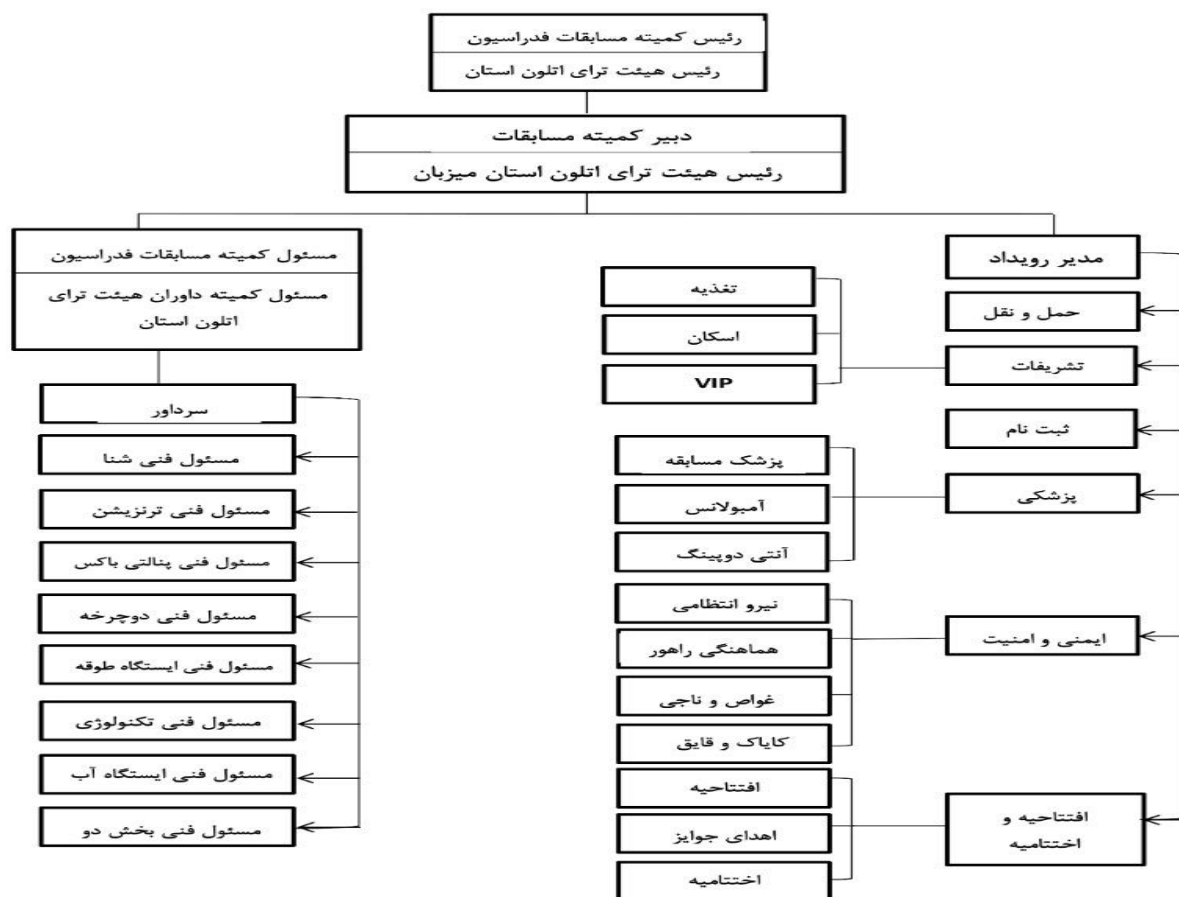 رئیس کمیته مسابقات فدراسیون
رئیس هیئت ترای اتلون استان
دبیر کمیته مسابقات
رئیس هیئت ترای اتلون استان میزبان
مدیر رویداد
حمل و نقل
تشریفات
تغذیه
اسکان
VIP
ثبت نام
پزشکی
پزشک مسابقه
آمبولانس
آنتی دوپینگ
ایمنی و امنیت
نیرو انتظامی
هماهنگی راهور
غواص و ناجی
کایاک و قایق
افتتاحیه و
اختتامیه
افتتاحیه
اهدای جوایز
اختتامیه
مسئول کمیته مسابقات فدراسیون
مسئول کمیته داوران هیئت ترای
اتلون استان
سرداور
مسئول فنی شنا
مسئول فنی ترنزیشن
مسئول فنی پنالتی باکس
مسئول فنی دوچرخه
مسئول فنی ایستگاه طوقه
مسئول فنی تکنولوژی
مسئول فنی ایستگاه آب
مسئول فنی بخش دو